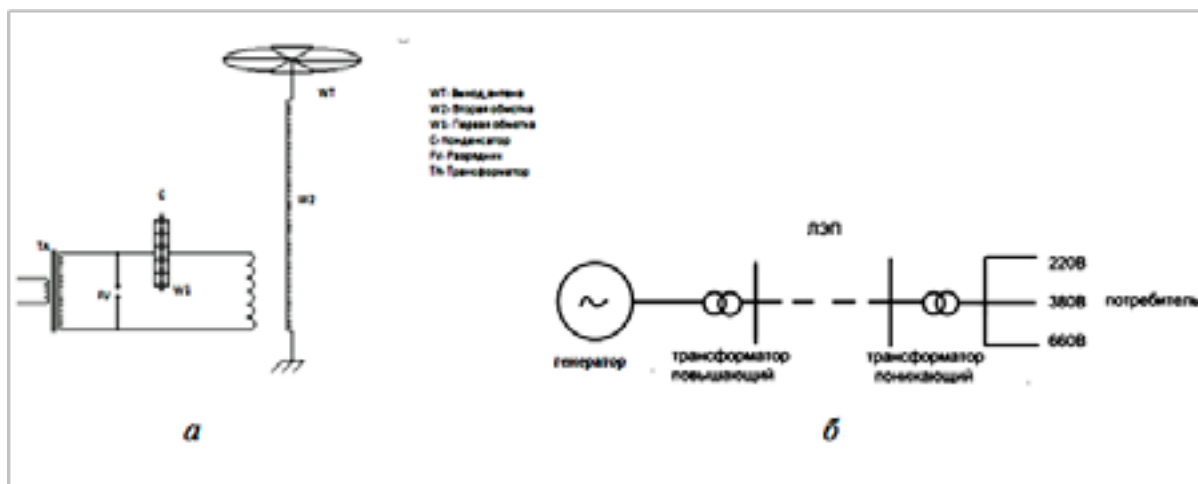 WT
WT- Выход, антена
W2- Вторая обмотка
W1- Первая обмотка
C- Конденсатор
FV- Разрядник
TA- Трансформатор
C
W2
TA
FV
W1
ЛЭП
220В
380В
потребитель
660В
генератор
трансформатор
повышающий
трансформатор
понижающий
а
б